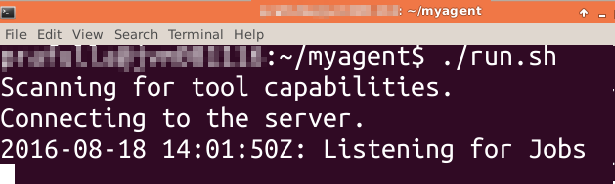 : ~/myagent
File Edit View Search Terminal Help
:~/myagent$ ./run.sh
Scanning for tool capabilities.
Connecting to the server.
2016-08-18 14:01:50Z: Listening for Jobs